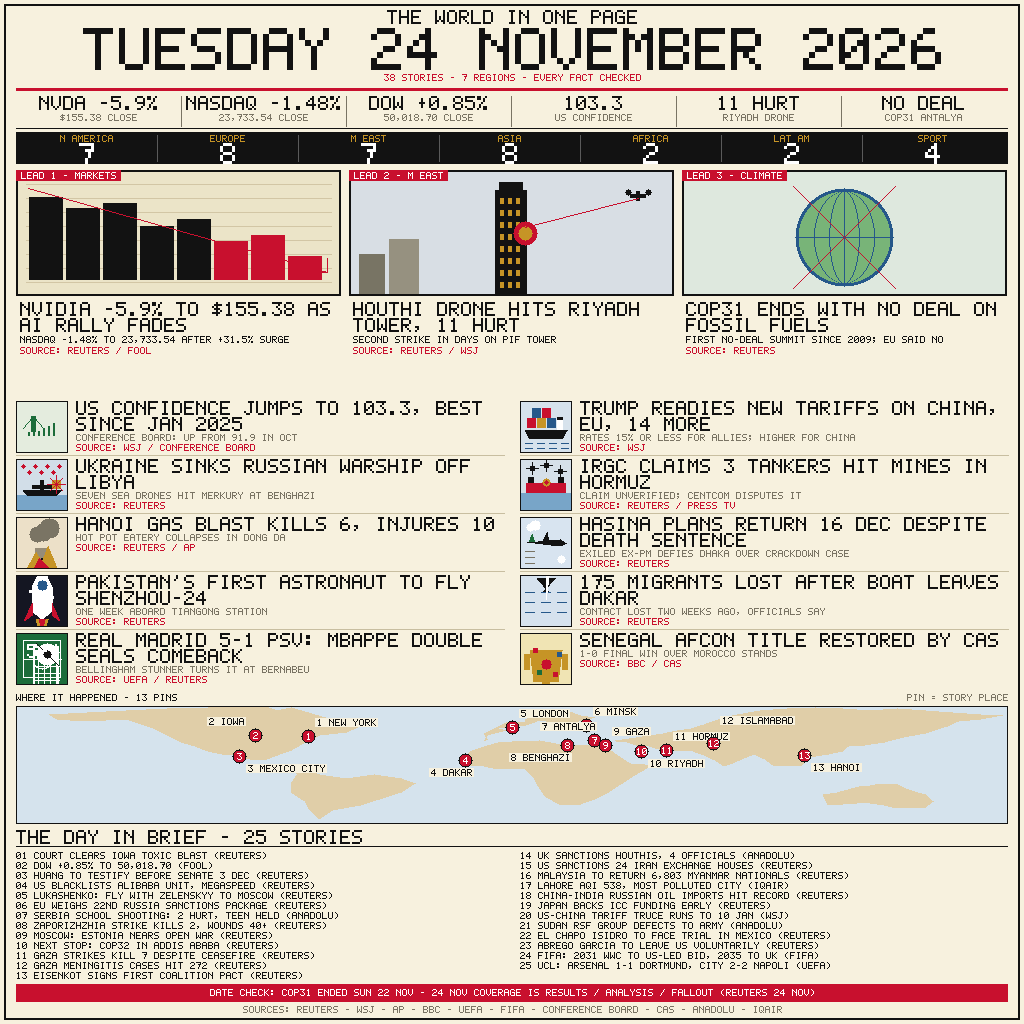 THE WORLD IN ONE PAGE
TUESDAY 24 NOVEMBER 2026
38 STORIES - 7 REGIONS - EVERY FACT CHECKED
NVDA -5.9%
$155.38 CLOSE
NASDAQ -1.48%
23,733.54 CLOSE
DOW +0.85%
50,018.70 CLOSE
103.3
US CONFIDENCE
11 HURT
RIYADH DRONE
NO DEAL
COP31 ANTALYA
N AMERICA
7
EUROPE
8
M EAST
7
ASIA
8
AFRICA
2
LAT AM
2
SPORT
4
LEAD 1 - MARKETS
NVIDIA -5.9% TO $155.38 AS
AI RALLY FADES
NASDAQ -1.48% TO 23,733.54 AFTER +31.5% SURGE
SOURCE: REUTERS / FOOL
LEAD 2 - M EAST
HOUTHI DRONE HITS RIYADH
TOWER, 11 HURT
SECOND STRIKE IN DAYS ON PIF TOWER
SOURCE: REUTERS / WSJ
LEAD 3 - CLIMATE
COP31 ENDS WITH NO DEAL ON
FOSSIL FUELS
FIRST NO-DEAL SUMMIT SINCE 2009; EU SAID NO
SOURCE: REUTERS
US CONFIDENCE JUMPS TO 103.3, BEST
SINCE JAN 2025
CONFERENCE BOARD: UP FROM 91.9 IN OCT
SOURCE: WSJ / CONFERENCE BOARD
UKRAINE SINKS RUSSIAN WARSHIP OFF
LIBYA
SEVEN SEA DRONES HIT MERKURY AT BENGHAZI
SOURCE: REUTERS
HANOI GAS BLAST KILLS 6, INJURES 10
HOT POT EATERY COLLAPSES IN DONG DA
SOURCE: REUTERS / AP
PAKISTAN'S FIRST ASTRONAUT TO FLY
SHENZHOU-24
ONE WEEK ABOARD TIANGONG STATION
SOURCE: REUTERS
REAL MADRID 5-1 PSV: MBAPPE DOUBLE
SEALS COMEBACK
BELLINGHAM STUNNER TURNS IT AT BERNABEU
SOURCE: UEFA / REUTERS
TRUMP READIES NEW TARIFFS ON CHINA,
EU, 14 MORE
RATES 15% OR LESS FOR ALLIES; HIGHER FOR CHINA
SOURCE: WSJ
IRGC CLAIMS 3 TANKERS HIT MINES IN
HORMUZ
CLAIM UNVERIFIED; CENTCOM DISPUTES IT
SOURCE: REUTERS / PRESS TV
HASINA PLANS RETURN 16 DEC DESPITE
DEATH SENTENCE
EXILED EX-PM DEFIES DHAKA OVER CRACKDOWN CASE
SOURCE: REUTERS
175 MIGRANTS LOST AFTER BOAT LEAVES
DAKAR
CONTACT LOST TWO WEEKS AGO, OFFICIALS SAY
SOURCE: REUTERS
SENEGAL AFCON TITLE RESTORED BY CAS
1-0 FINAL WIN OVER MOROCCO STANDS
SOURCE: BBC / CAS
WHERE IT HAPPENED - 13 PINS
PIN = STORY PLACE
2 IOWA
1 NEW YORK
3 MEXICO CITY
4 DAKAR
5 LONDON
6 MINSK
7 ANTALYA
8 BENGHAZI
9 GAZA
10 RIYADH
11 HORMUZ
12 ISLAMABAD
13 HANOI
2
1
3
4
5
8
7
9
10
11
12
13
THE DAY IN BRIEF - 25 STORIES
01 COURT CLEARS IOWA TOXIC BLAST (REUTERS)
02 DOW +0.85% TO 50,018.70 (FOOL)
03 HUANG TO TESTIFY BEFORE SENATE 3 DEC (REUTERS)
04 US BLACKLISTS ALIBABA UNIT, MEGASPEED (REUTERS)
05 LUKASHENKO: FLY WITH ZELENSKYY TO MOSCOW (REUTERS)
06 EU WEIGHS 22ND RUSSIA SANCTIONS PACKAGE (REUTERS)
07 SERBIA SCHOOL SHOOTING: 2 HURT, TEEN HELD (ANADOLU)
08 ZAPORIZHZHIA STRIKE KILLS 2, WOUNDS 40+ (REUTERS)
09 MOSCOW: ESTONIA NEARS OPEN WAR (REUTERS)
10 NEXT STOP: COP32 IN ADDIS ABABA (REUTERS)
11 GAZA STRIKES KILL 7 DESPITE CEASEFIRE (REUTERS)
12 GAZA MENINGITIS CASES HIT 272 (REUTERS)
13 EISENKOT SIGNS FIRST COALITION PACT (REUTERS)
14 UK SANCTIONS HOUTHIS, 4 OFFICIALS (ANADOLU)
15 US SANCTIONS 24 IRAN EXCHANGE HOUSES (REUTERS)
16 MALAYSIA TO RETURN 6,803 MYANMAR NATIONALS (REUTERS)
17 LAHORE AQI 538, MOST POLLUTED CITY (IQAIR)
18 CHINA-INDIA RUSSIAN OIL IMPORTS HIT RECORD (REUTERS)
19 JAPAN BACKS ICC FUNDING EARLY (REUTERS)
20 US-CHINA TARIFF TRUCE RUNS TO 10 JAN (WSJ)
21 SUDAN RSF GROUP DEFECTS TO ARMY (ANADOLU)
22 EL CHAPO ISIDRO TO FACE TRIAL IN MEXICO (REUTERS)
23 ABREGO GARCIA TO LEAVE US VOLUNTARILY (REUTERS)
24 FIFA: 2031 WWC TO US-LED BID, 2035 TO UK (FIFA)
25 UCL: ARSENAL 1-1 DORTMUND, CITY 2-2 NAPOLI (UEFA)
DATE CHECK: COP31 ENDED SUN 22 NOV - 24 NOV COVERAGE IS RESULTS / ANALYSIS / FALLOUT (REUTERS 24 NOV)
SOURCES: REUTERS - WSJ - AP - BBC - UEFA - FIFA - CONFERENCE BOARD - CAS - ANADOLU - IQAIR